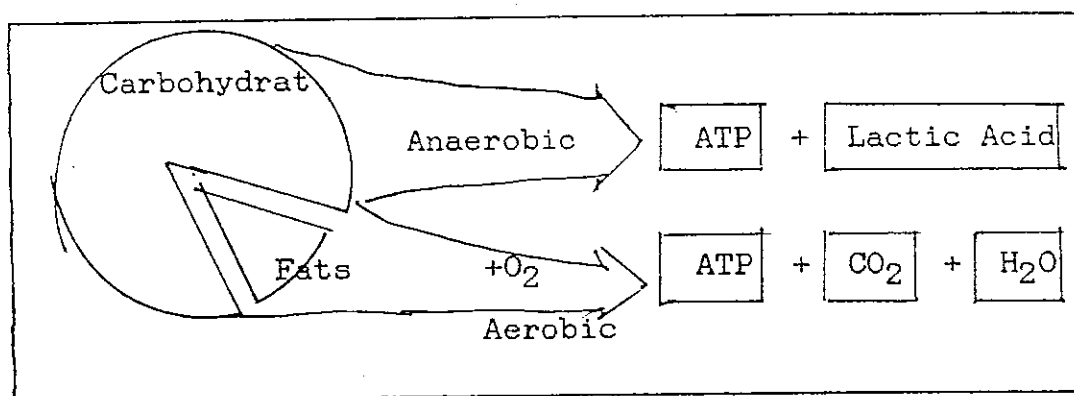 Carbohydrat
Anaerobic
ATP + Lactic Acid
Fats
+O₂
Aerobic
ATP + CO₂ + H₂O